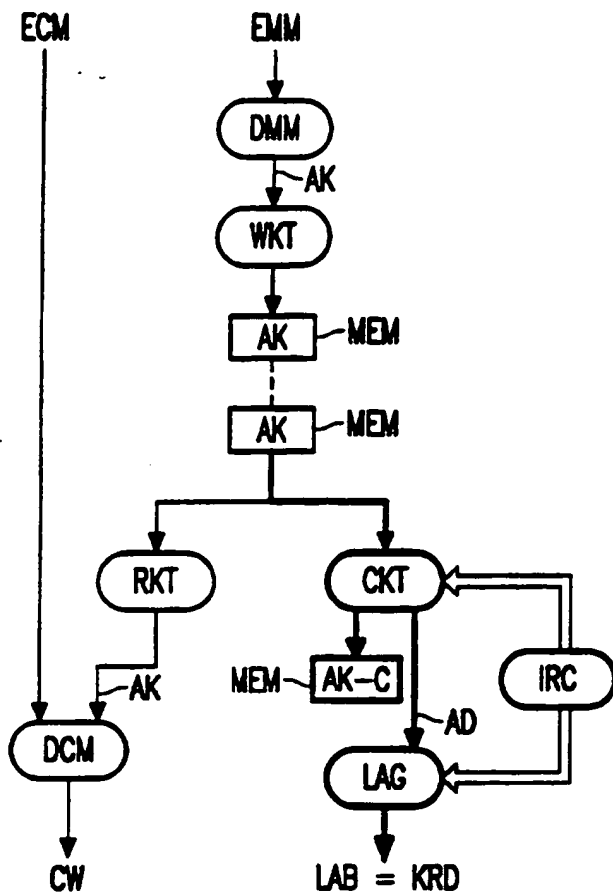 ECM EMM
DMM
AK
WKT
AK MEM
AK MEM
RKT CKT
MEM AK-C IRC
AK AD
DCM LAG
CW LAB = KRD